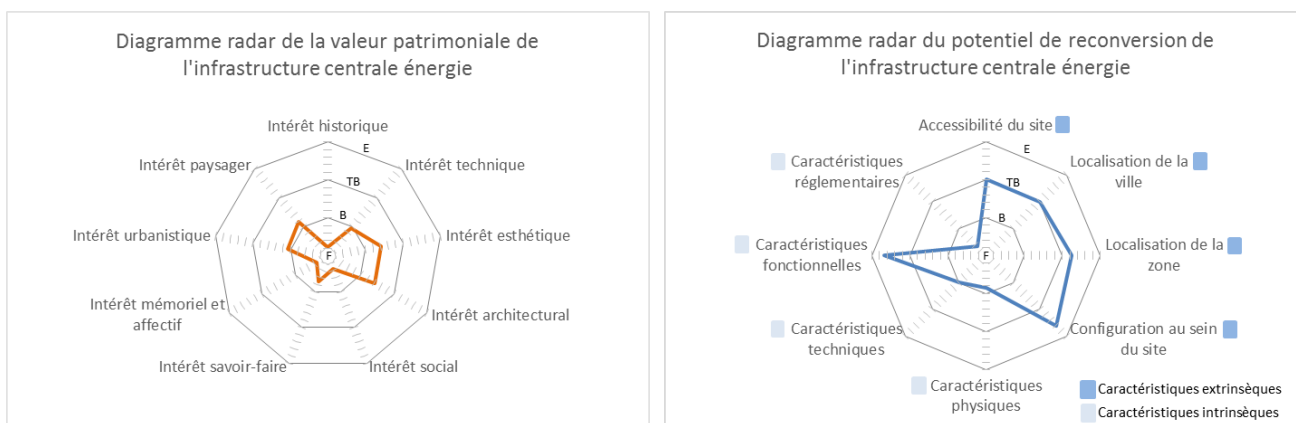 Diagramme radar de la valeur patrimoniale de
l'infrastructure centrale énergie
Intérêt historique
E
Intérêt paysager
Intérêt technique
TB
B
Intérêt urbanistique
Intérêt esthétique
F
Intérêt mémoriel et
affectif
Intérêt architectural
Intérêt savoir-faire
Intérêt social
Diagramme radar du potentiel de reconversion de
l'infrastructure centrale énergie
Accessibilité du site
E
Caractéristiques
réglementaires
Localisation de la
ville
TB
B
Caractéristiques
fonctionnelles
F
Localisation de la
zone
Caractéristiques
techniques
Configuration au sein
du site
Caractéristiques
physiques
Caractéristiques extrinsèques
Caractéristiques intrinsèques